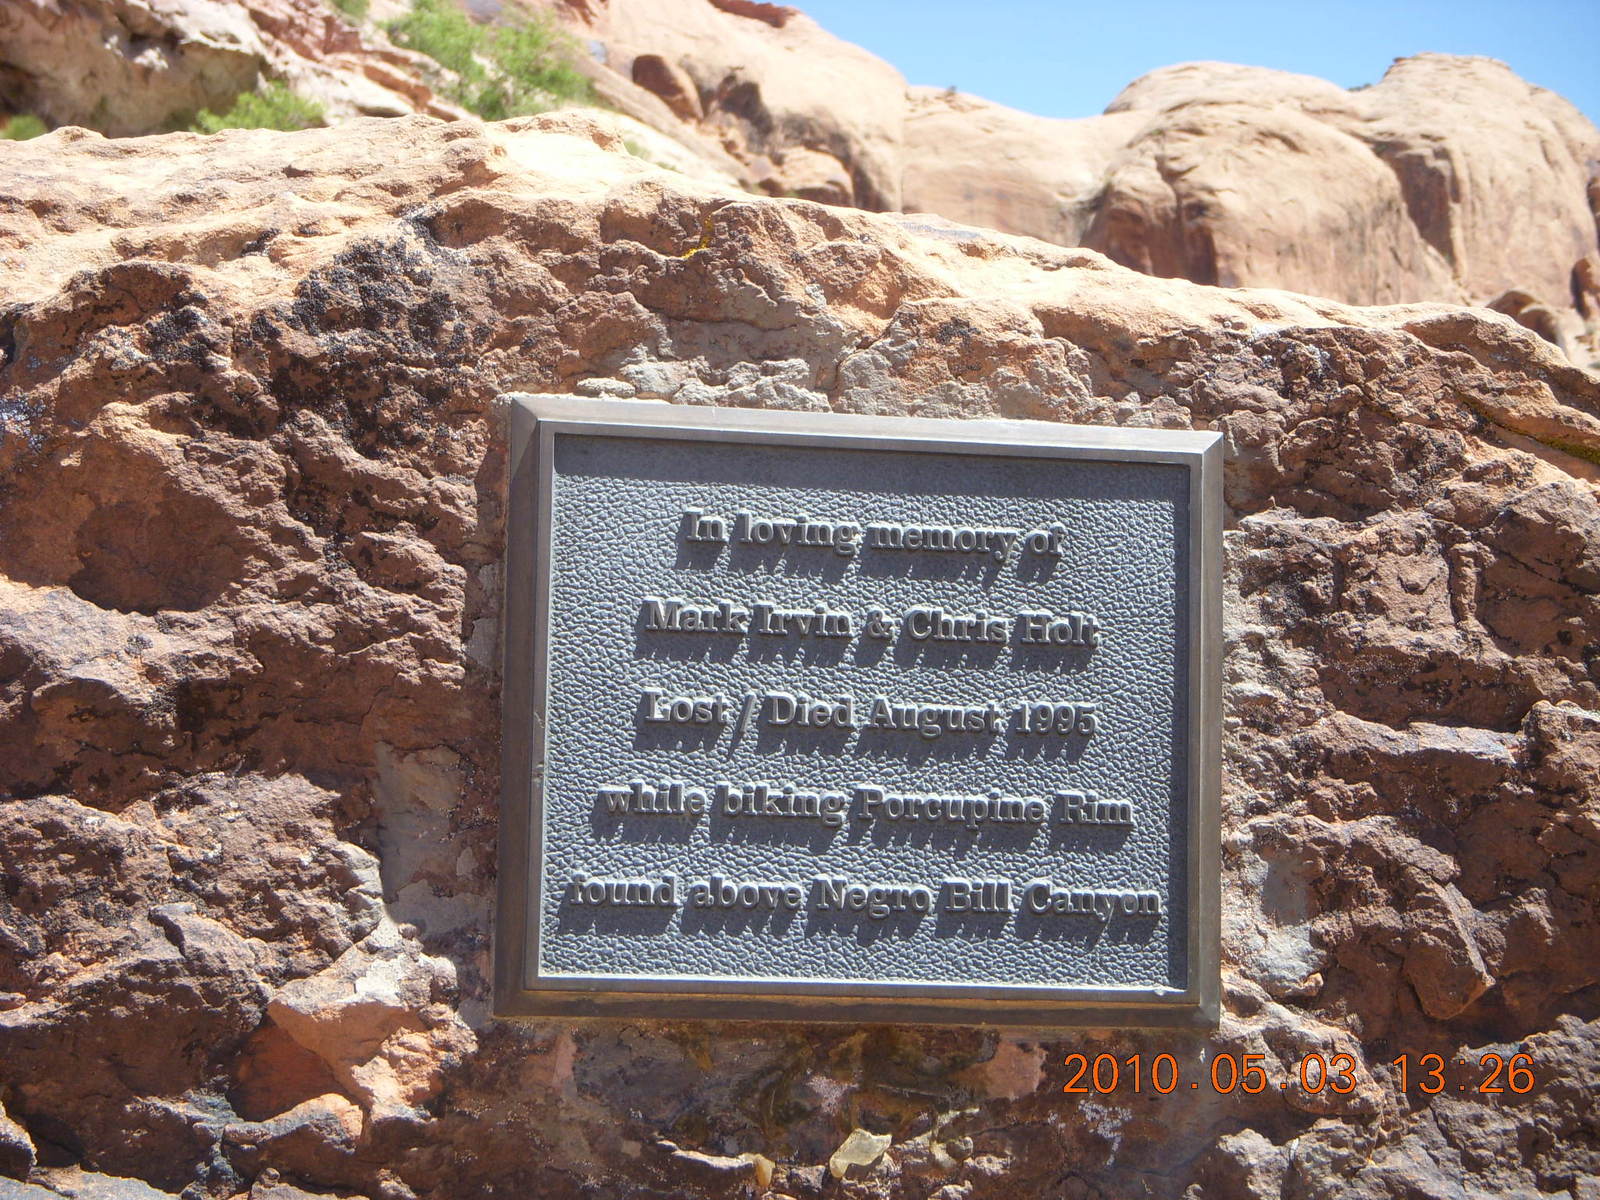 In loving memory of
Mark Irvin & Chris Holt
Lost / Died August 1995
while biking Porcupine Rim
found above Negro Bill Canyon
2010.05.03 13:26